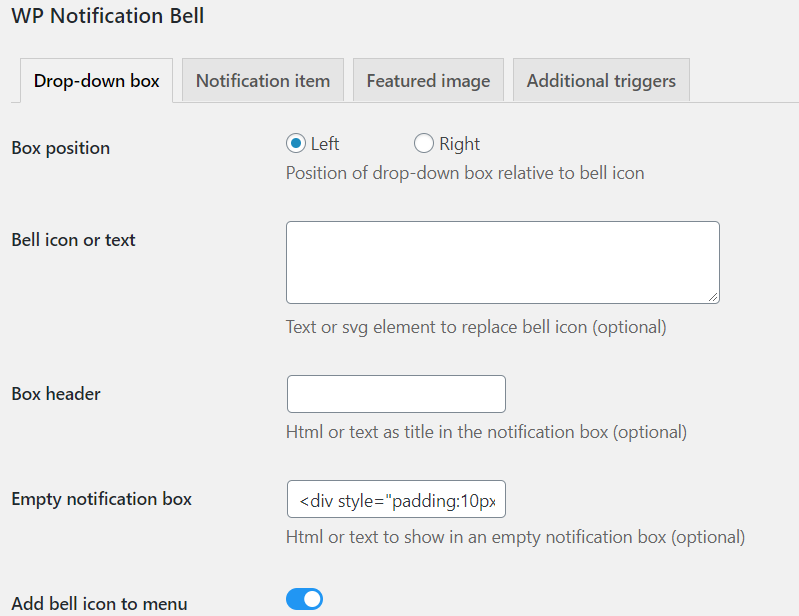 WP Notification Bell
Drop-down box Notification item Featured image Additional triggers
Box position Left Right
Position of drop-down box relative to bell icon
Bell icon or text
Text or svg element to replace bell icon (optional)
Box header
Html or text as title in the notification box (optional)
Empty notification box <div style="padding:10px
Html or text to show in an empty notification box (optional)
Add bell icon to menu